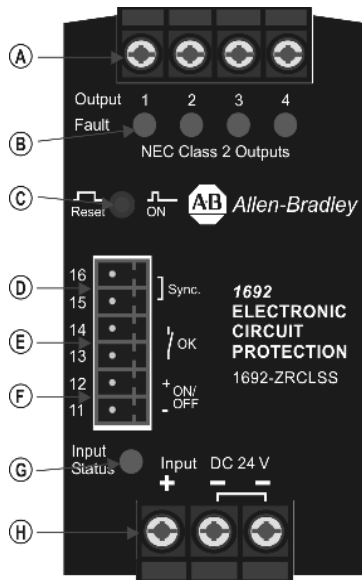 A
Output 1 2 3 4
Fault
B
NEC Class 2 Outputs
C
Reset ON AB Allen-Bradley
D
16
15
Sync.
E
14
13
OK
F
12
11
+ ON/
- OFF
1692
ELECTRONIC
CIRCUIT
PROTECTION
1692-ZRCLSS
G
Input
Status
Input DC 24 V
+ - -
H